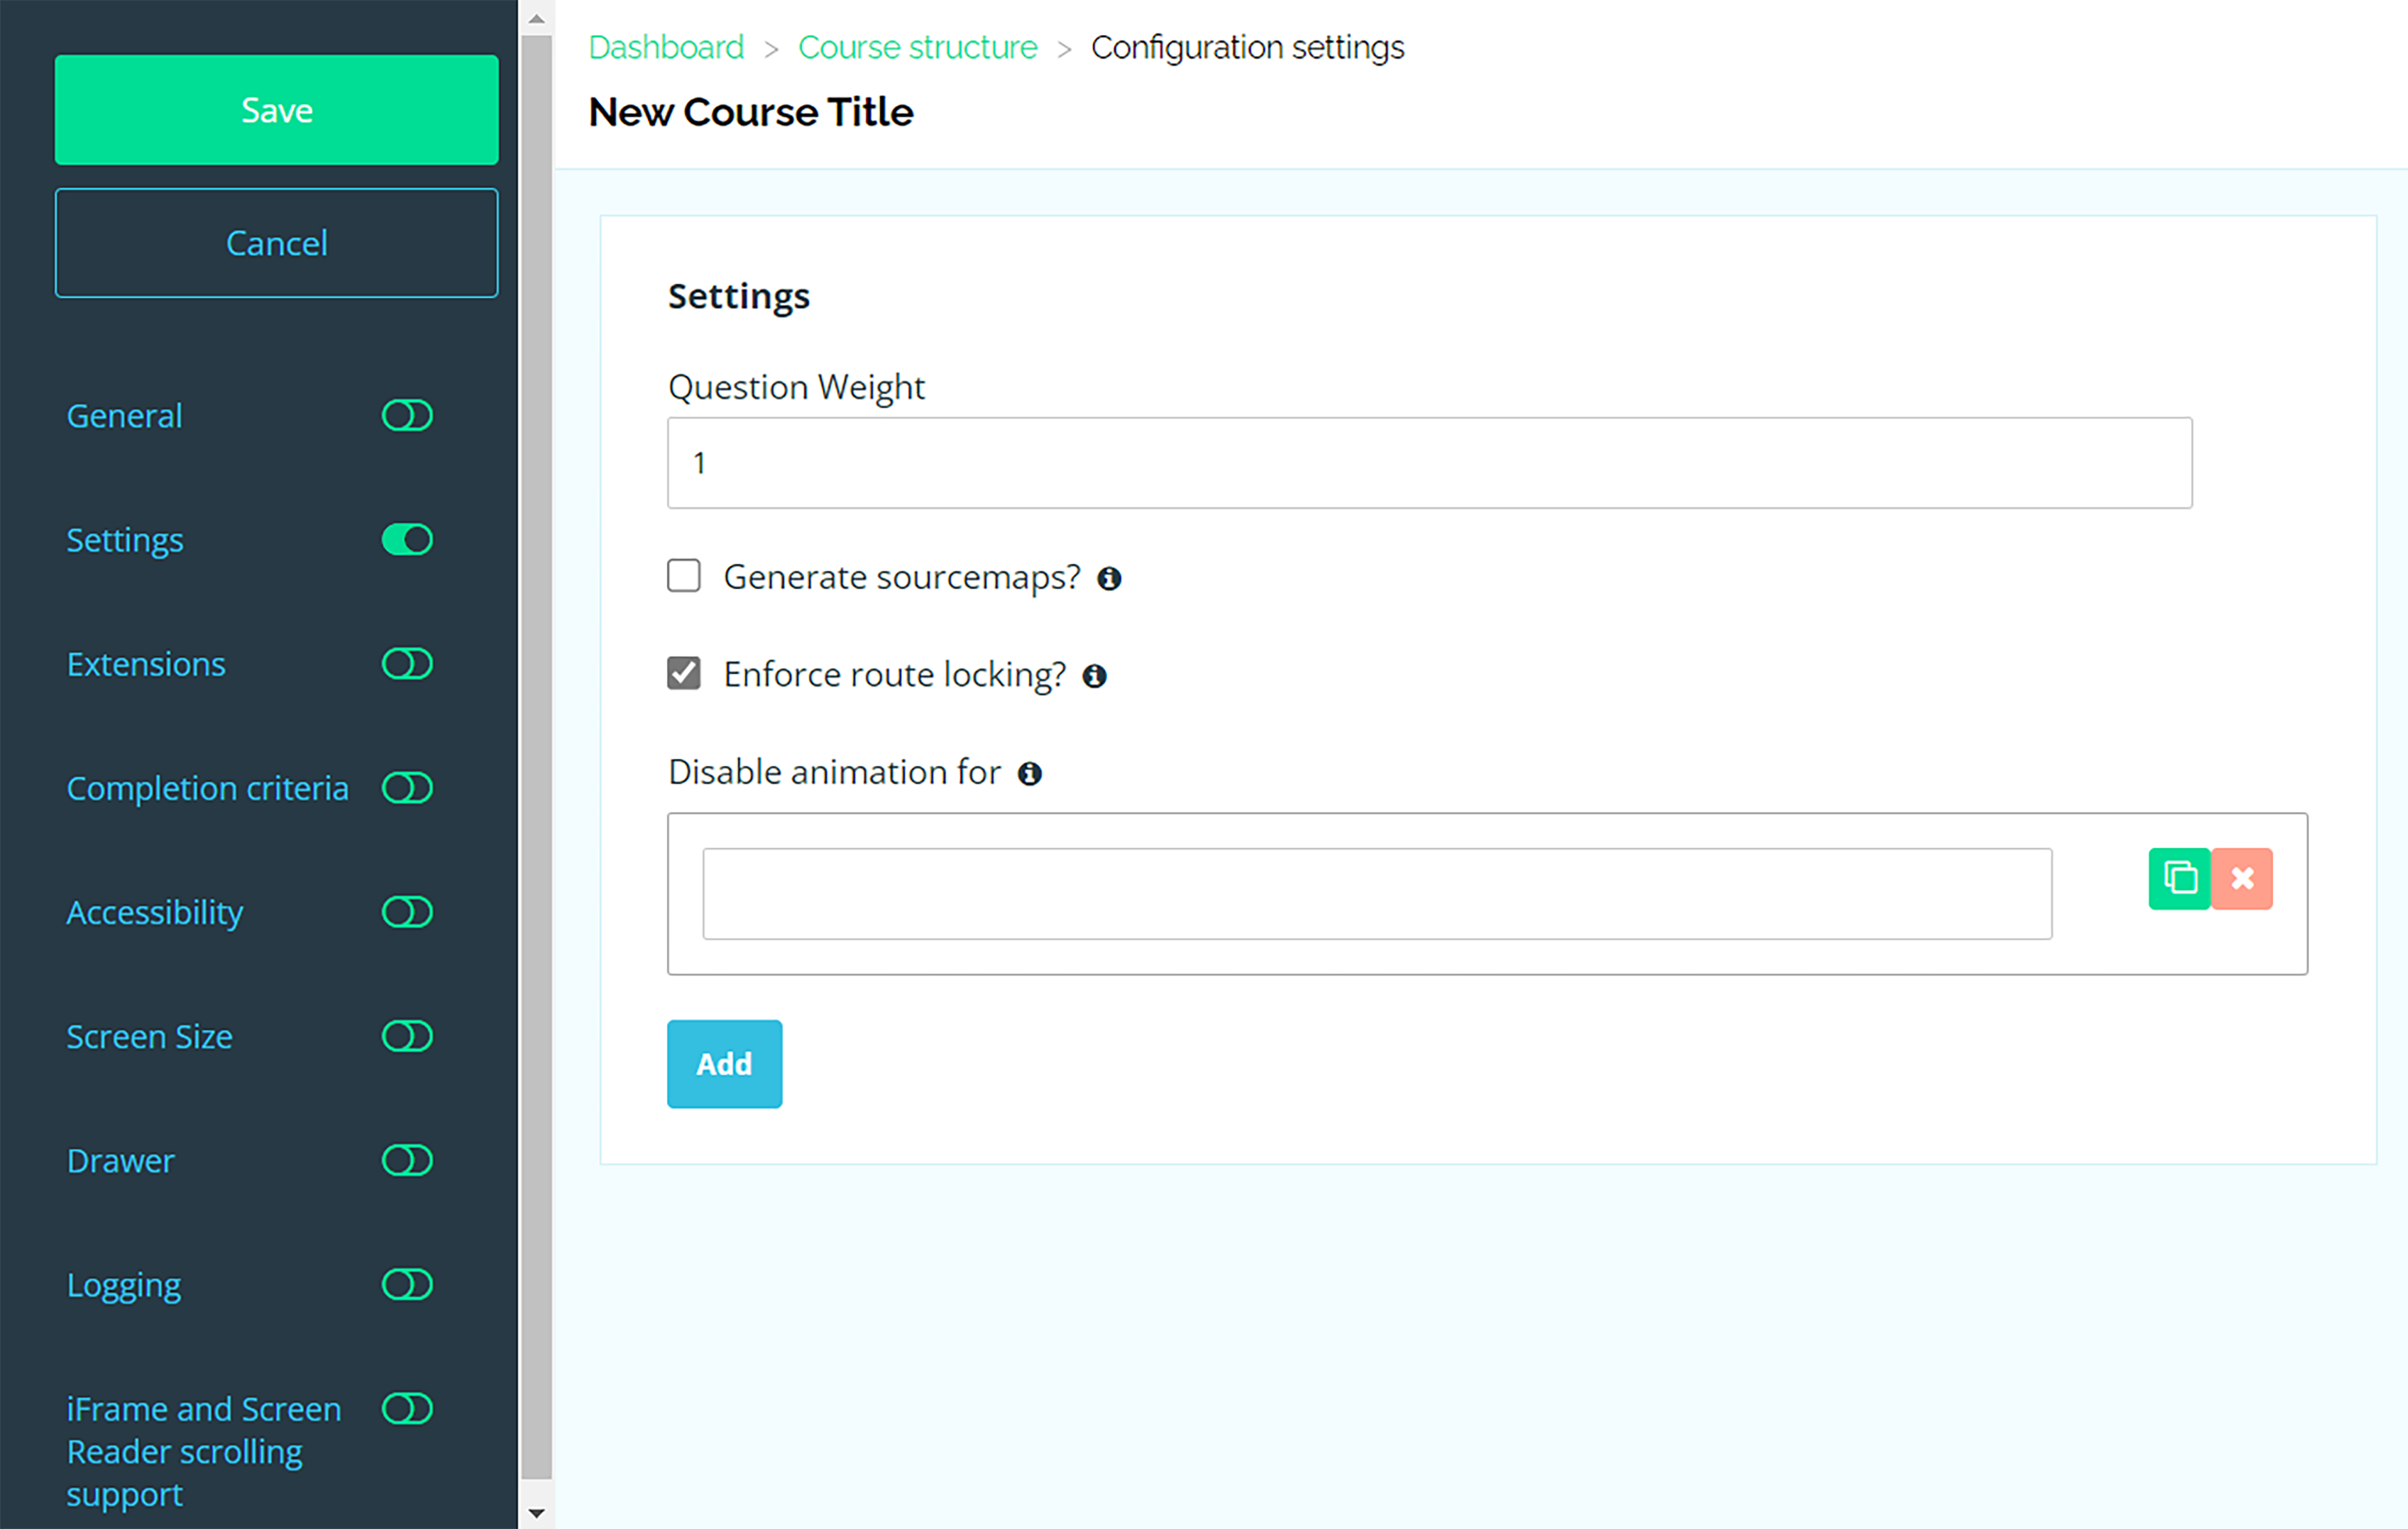 Save
Cancel
General
Settings
Extensions
Completion criteria
Accessibility
Screen Size
Drawer
Logging
iFrame and Screen
Reader scrolling
support
Dashboard > Course structure > Configuration settings
New Course Title
Settings
Question Weight
1
Generate sourcemaps?
Enforce route locking?
Disable animation for
Add